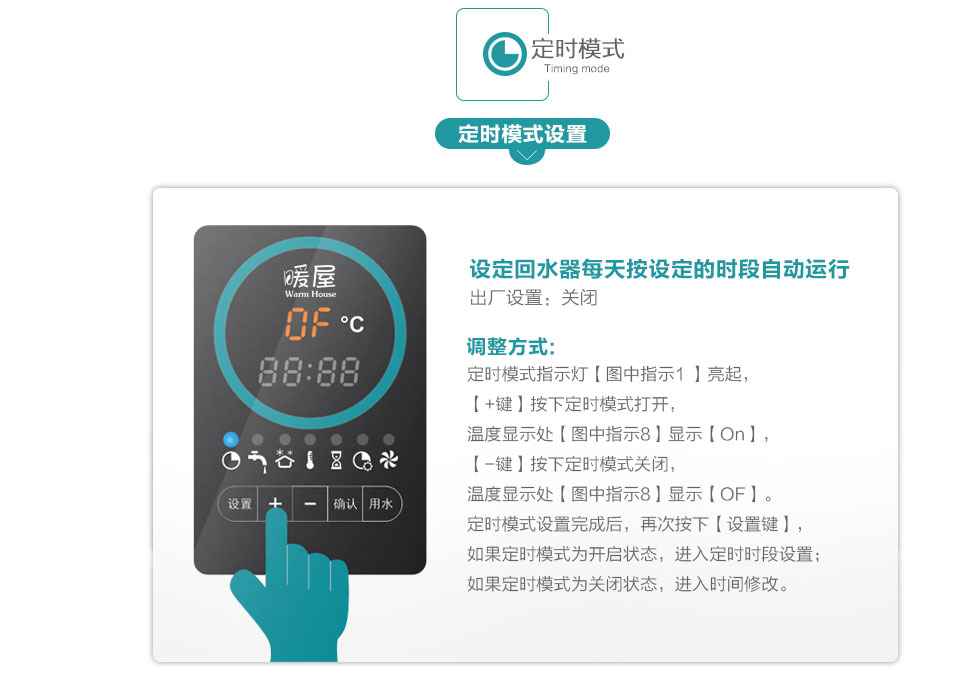 定时模式
Timing mode
定时模式设置
设定回水器每天按设定的时段自动运行
出厂设置：关闭
暖屋
Warm House
OF °C
88:88
设置 + － 确认 用水
调整方式：
定时模式指示灯【图中指示1 】亮起，
【+键】按下定时模式打开，
温度显示处【图中指示8】显示【On】，
【-键】按下定时模式关闭，
温度显示处【图中指示8】显示【OF】。
定时模式设置完成后，再次按下【设置键】，
如果定时模式为开启状态，进入定时时段设置；
如果定时模式为关闭状态，进入时间修改。